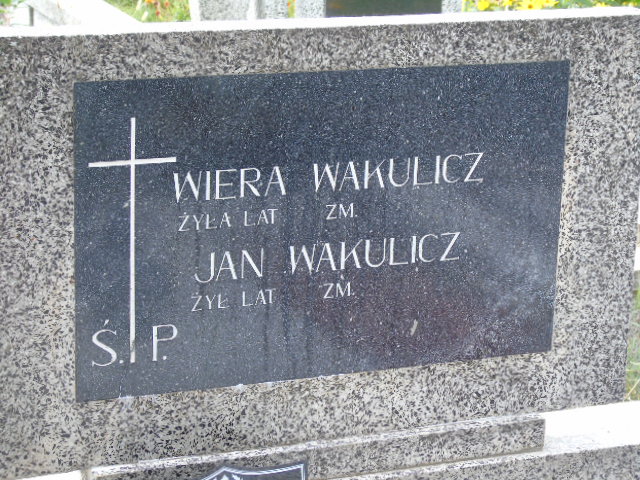 WIERA WAKULICZ
ŻYŁA LAT ZM.
JAN WAKULICZ
ŻYŁ LAT ZM.
Ś. P.